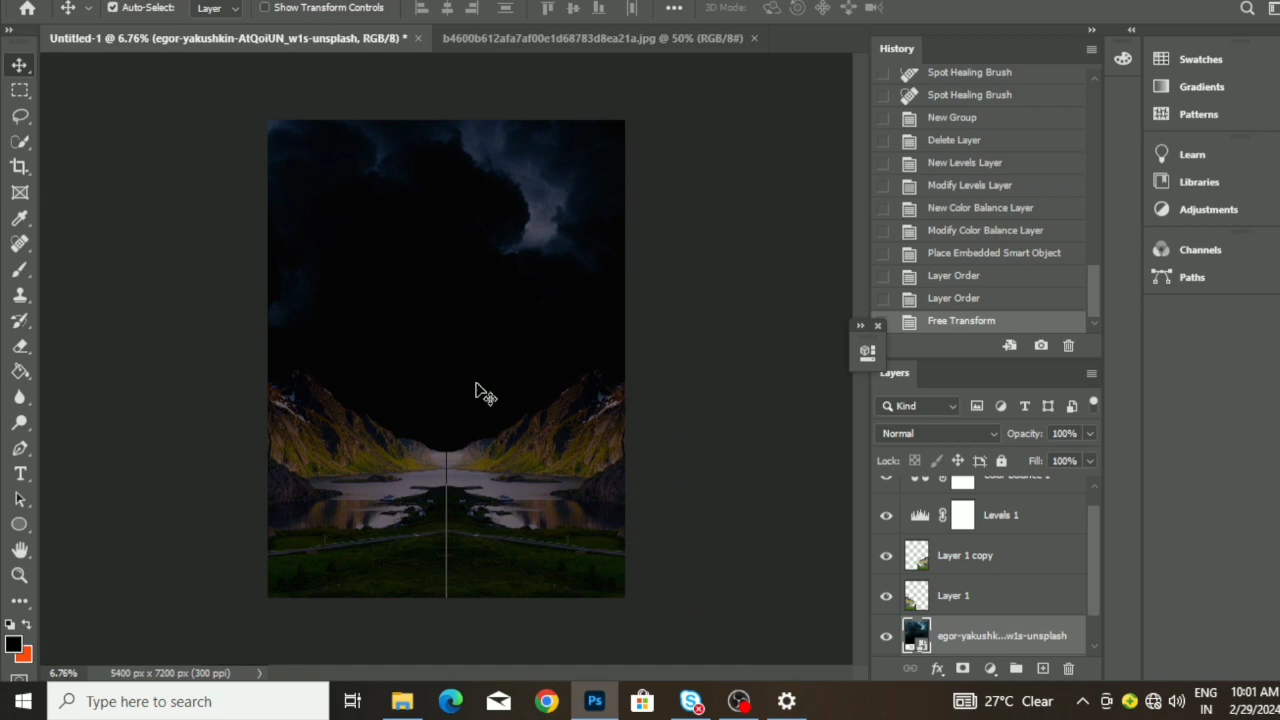 Auto-Select:
Layer
Show Transform Controls
3D Mode:
Untitled-1 @ 6.76% (egor-yakushkin-AtQoiUN_w1s-unsplash, RGB/8) *
b4600b612afa7af00e1d68783d8ea21a.jpg @ 50% (RGB/8#)
History
Spot Healing Brush
Spot Healing Brush
New Group
Delete Layer
New Levels Layer
Modify Levels Layer
New Color Balance Layer
Modify Color Balance Layer
Place Embedded Smart Object
Layer Order
Layer Order
Free Transform
Swatches
Gradients
Patterns
Learn
Libraries
Adjustments
Channels
Paths
Layers
Kind
Normal
Opacity: 100%
Lock:
Fill: 100%
Color Balance 1
Levels 1
Layer 1 copy
Layer 1
egor-yakushk...w1s-unsplash
6.76%
5400 px x 7200 px (300 ppi)
Type here to search
Ps
27°C Clear
ENG
IN
10:01 AM
2/29/2024